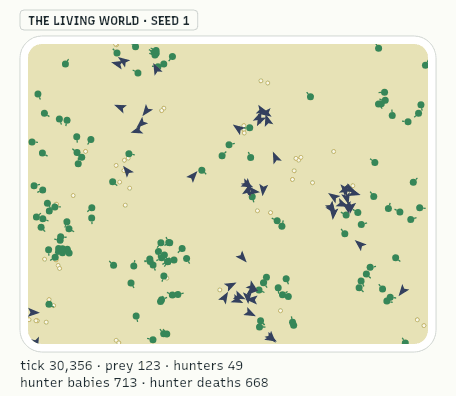 THE LIVING WORLD · SEED 1
tick 30,356 · prey 123 · hunters 49
hunter babies 713 · hunter deaths 668